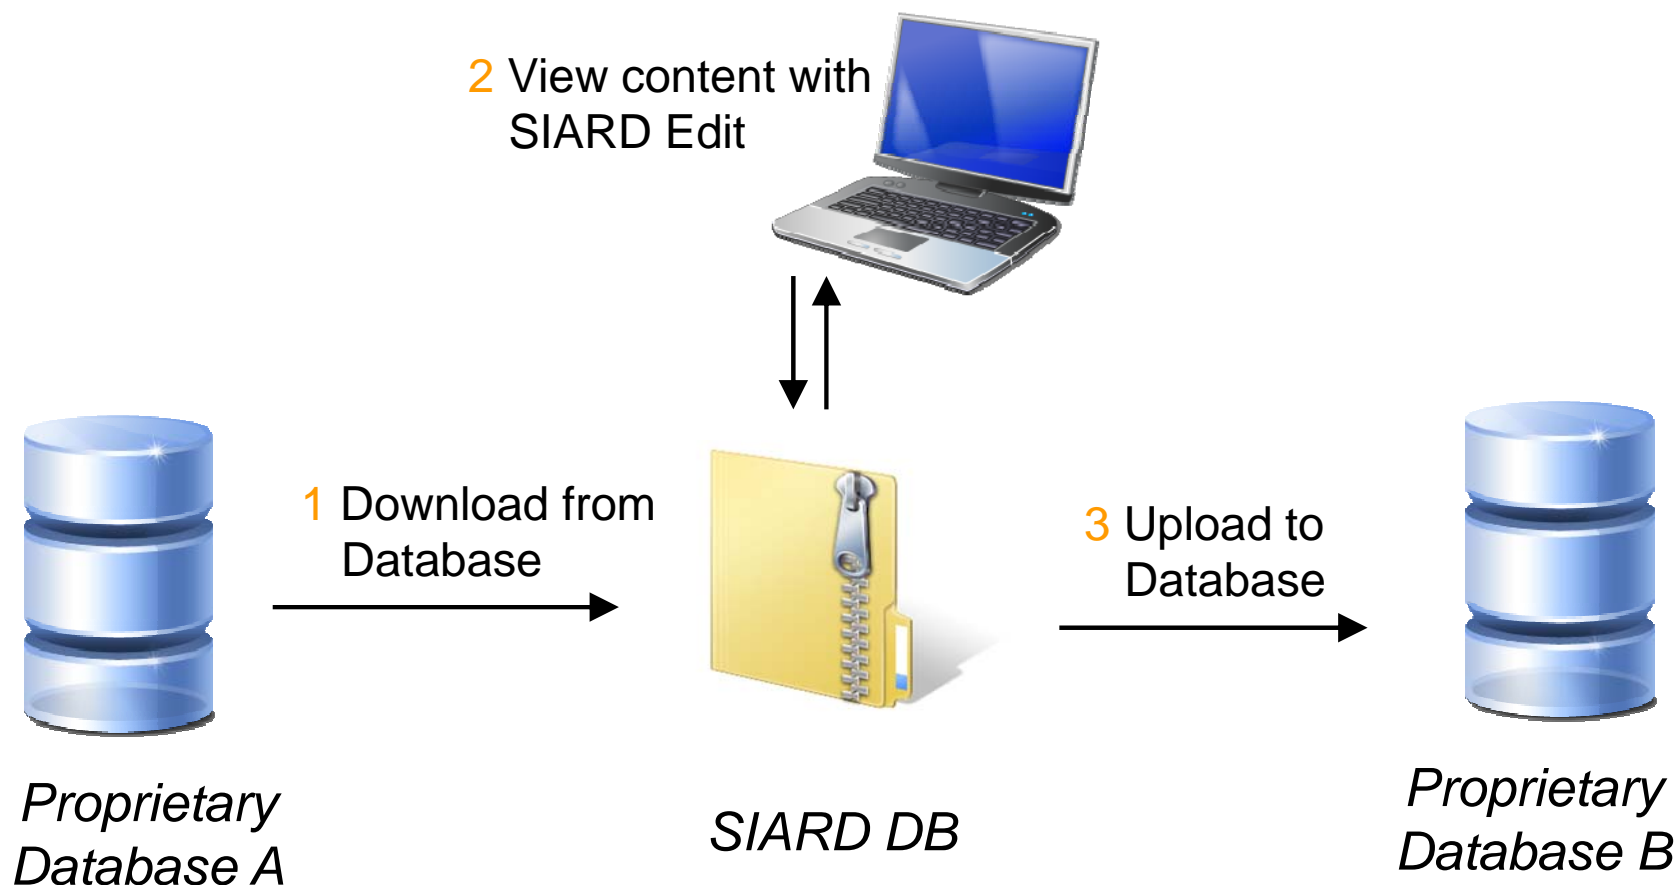 2 View content with
SIARD Edit
1 Download from
Database
3 Upload to
Database
Proprietary
Database A
SIARD DB
Proprietary
Database B